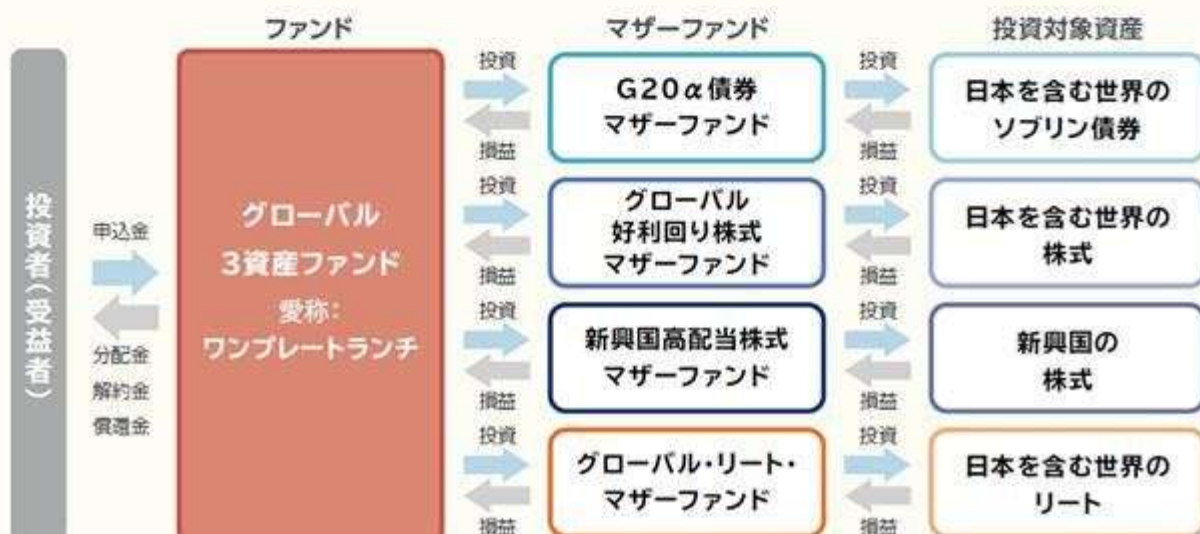 ファンド
マザーファンド
投資対象資産
投資者(受益者)
申込金
分配金
解約金
償還金
グローバル
3資産ファンド
愛称:
ワンプレートランチ
投資
損益
G20α債券
マザーファンド
投資
損益
日本を含む世界の
ソブリン債券
投資
損益
グローバル
好利回り株式
マザーファンド
投資
損益
日本を含む世界の
株式
投資
損益
新興国高配当株式
マザーファンド
投資
損益
新興国の
株式
投資
損益
グローバル・リート・
マザーファンド
投資
損益
日本を含む世界の
リート